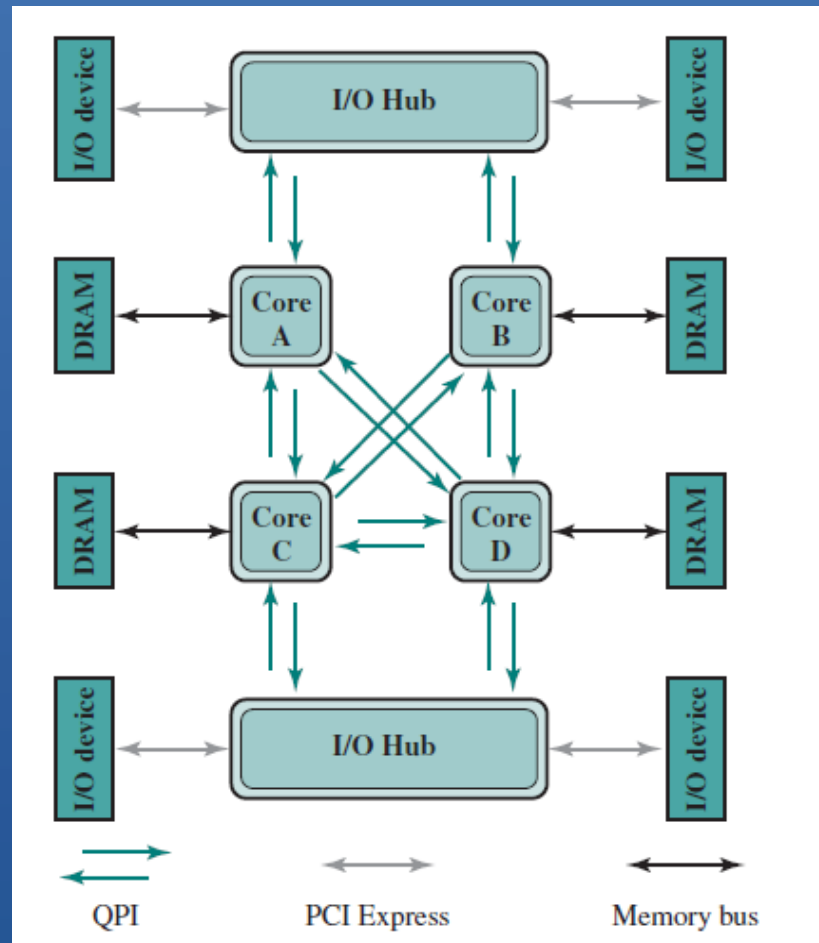 I/O device
I/O Hub
I/O device
DRAM
Core
A
Core
B
DRAM
DRAM
Core
C
Core
D
DRAM
I/O device
I/O Hub
I/O device
QPI
PCI Express
Memory bus